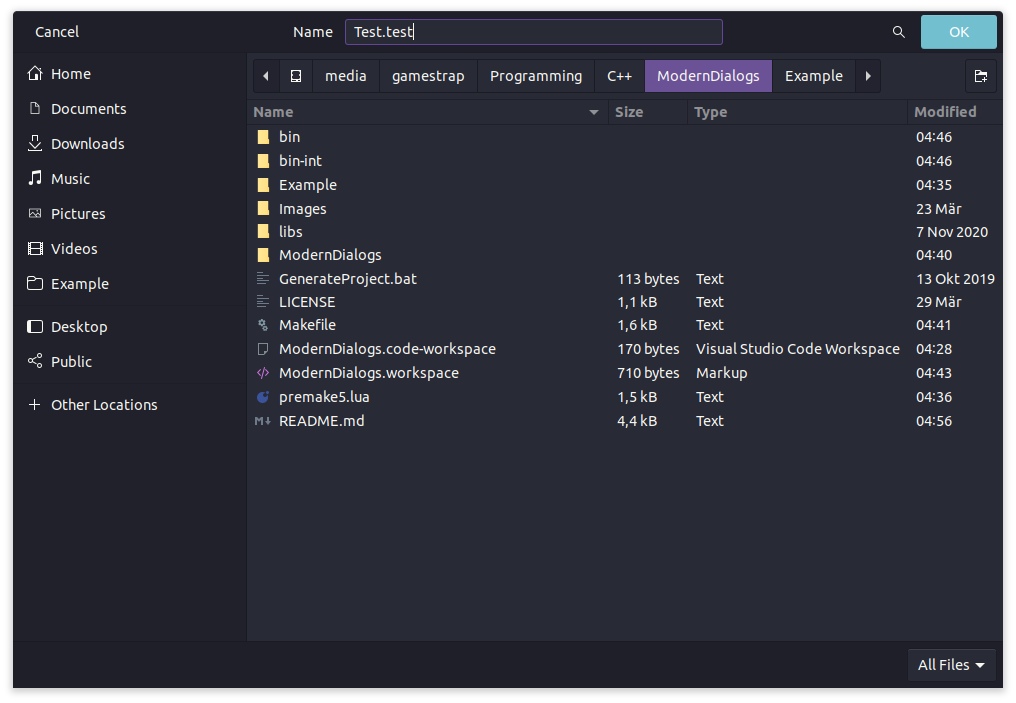 Cancel Name Test.test OK
Home
Documents
Downloads
Music
Pictures
Videos
Example
Desktop
Public
Other Locations
media gamestrap Programming C++ ModernDialogs Example
Name Size Type Modified
bin 04:46
bin-int 04:46
Example 04:35
Images 23 Mär
libs 7 Nov 2020
ModernDialogs 04:40
GenerateProject.bat 113 bytes Text 13 Okt 2019
LICENSE 1,1 kB Text 29 Mär
Makefile 1,6 kB Text 04:41
ModernDialogs.code-workspace 170 bytes Visual Studio Code Workspace 04:28
ModernDialogs.workspace 710 bytes Markup 04:43
premake5.lua 1,5 kB Text 04:36
README.md 4,4 kB Text 04:56
All Files